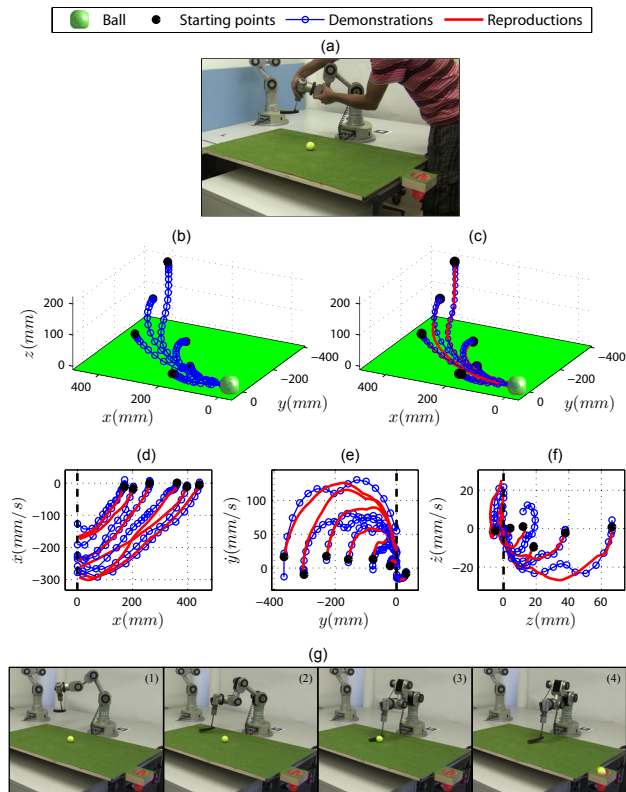 Ball Starting points Demonstrations Reproductions
(a)
(b) (c)
200
100
0
z(mm)
400
200
0
x(mm)
−400
−200
0
y(mm)
200
100
0
z(mm)
400
200
0
x(mm)
−400
−200
0
y(mm)
(d) (e) (f)
0
−100
−200
−300
ẋ(mm/s)
0 200 400
x(mm)
100
50
0
ẏ(mm/s)
−400 −200 0
y(mm)
20
0
−20
ż(mm/s)
0 20 40 60
z(mm)
(g)
(1) (2) (3) (4)